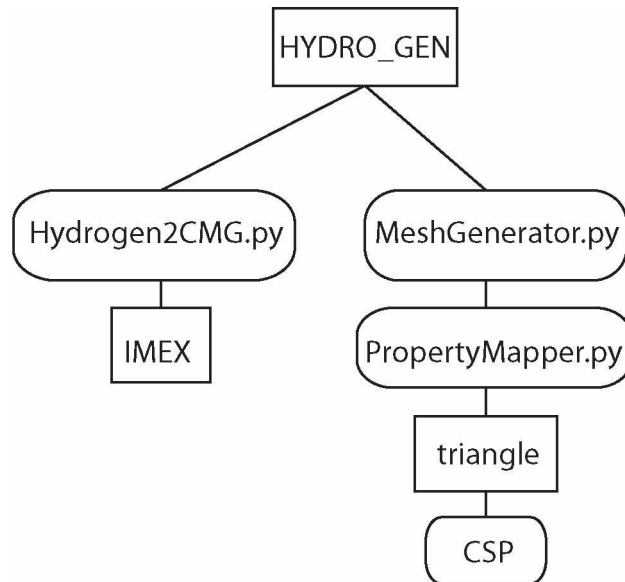 HYDRO_GEN
Hydrogen2CMG.py
MeshGenerator.py
IMEX
PropertyMapper.py
triangle
CSP